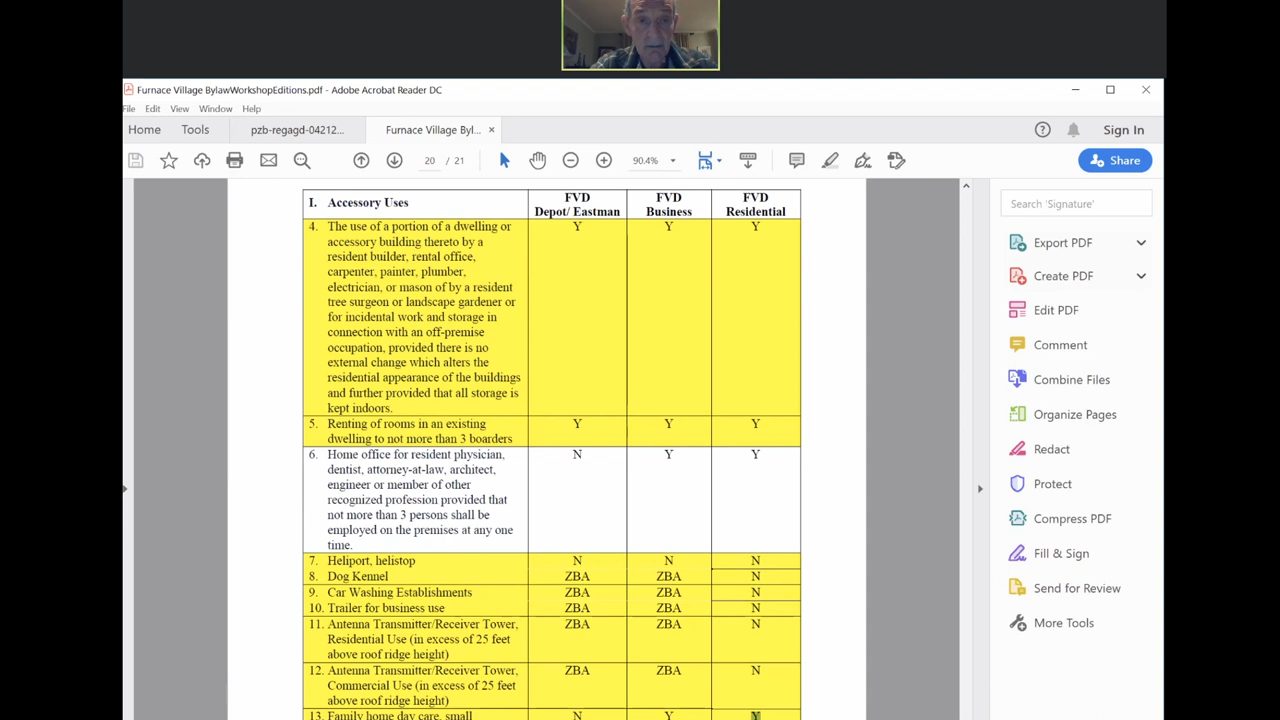 Furnace Village BylawWorkshopEditions.pdf - Adobe Acrobat Reader DC
File Edit View Window Help
Home Tools pzb-regagd-04212... Furnace Village Byl... ×
Sign In
20 / 21
90.4%
Share
I. Accessory Uses FVD Depot/ Eastman FVD Business FVD Residential
4. The use of a portion of a dwelling or Y Y Y
accessory building thereto by a
resident builder, rental office,
carpenter, painter, plumber,
electrician, or mason of by a resident
tree surgeon or landscape gardener or
for incidental work and storage in
connection with an off-premise
occupation, provided there is no
external change which alters the
residential appearance of the buildings
and further provided that all storage is
kept indoors.
5. Renting of rooms in an existing Y Y Y
dwelling to not more than 3 boarders
6. Home office for resident physician, N Y Y
dentist, attorney-at-law, architect,
engineer or member of other
recognized profession provided that
not more than 3 persons shall be
employed on the premises at any one
time.
7. Heliport, helistop N N N
8. Dog Kennel ZBA ZBA N
9. Car Washing Establishments ZBA ZBA N
10. Trailer for business use ZBA ZBA N
11. Antenna Transmitter/Receiver Tower, ZBA ZBA N
Residential Use (in excess of 25 feet
above roof ridge height)
12. Antenna Transmitter/Receiver Tower, ZBA ZBA N
Commercial Use (in excess of 25 feet
above roof ridge height)
13. Family home day care, small N Y Y
Search 'Signature'
Export PDF
Create PDF
Edit PDF
Comment
Combine Files
Organize Pages
Redact
Protect
Compress PDF
Fill & Sign
Send for Review
More Tools